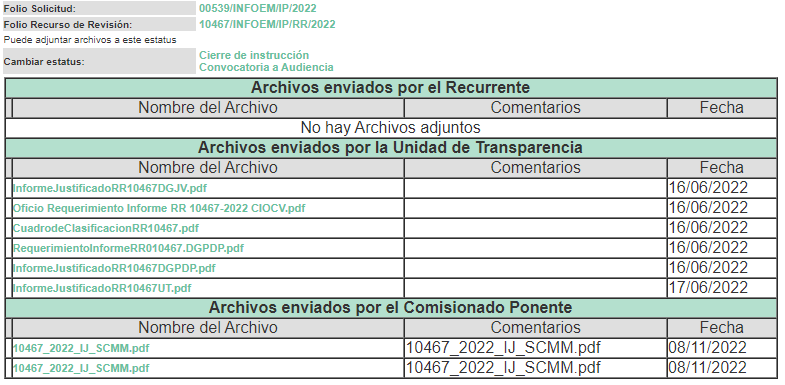 Folio Solicitud: 00539/INFOEM/IP/2022
Folio Recurso de Revisión: 10467/INFOEM/IP/RR/2022
Puede adjuntar archivos a este estatus
Cambiar estatus: Cierre de instrucción
Convocatoria a Audiencia
Archivos enviados por el Recurrente
Nombre del Archivo Comentarios Fecha
No hay Archivos adjuntos
Archivos enviados por la Unidad de Transparencia
Nombre del Archivo Comentarios Fecha
InformeJustificadoRR10467DGJV.pdf 16/06/2022
Oficio Requerimiento Informe RR 10467-2022 CIOCV.pdf 16/06/2022
CuadrodeClasificacionRR10467.pdf 16/06/2022
RequerimientoInformeRR010467.DGPDP.pdf 16/06/2022
InformeJustificadoRR10467DGPDP.pdf 16/06/2022
InformeJustificadoRR10467UT.pdf 17/06/2022
Archivos enviados por el Comisionado Ponente
Nombre del Archivo Comentarios Fecha
10467_2022_IJ_SCMM.pdf 10467_2022_IJ_SCMM.pdf 08/11/2022
10467_2022_IJ_SCMM.pdf 10467_2022_IJ_SCMM.pdf 08/11/2022